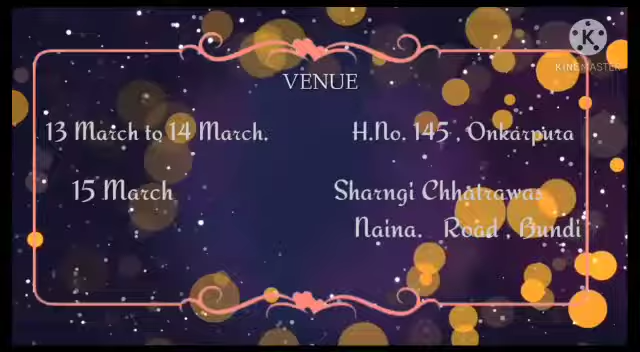 KINEMASTER
VENUE
13 March to 14 March. H.No. 145 , Onkarpura
15 March Sharngi Chhatrawas
Naina. Road , Bundi